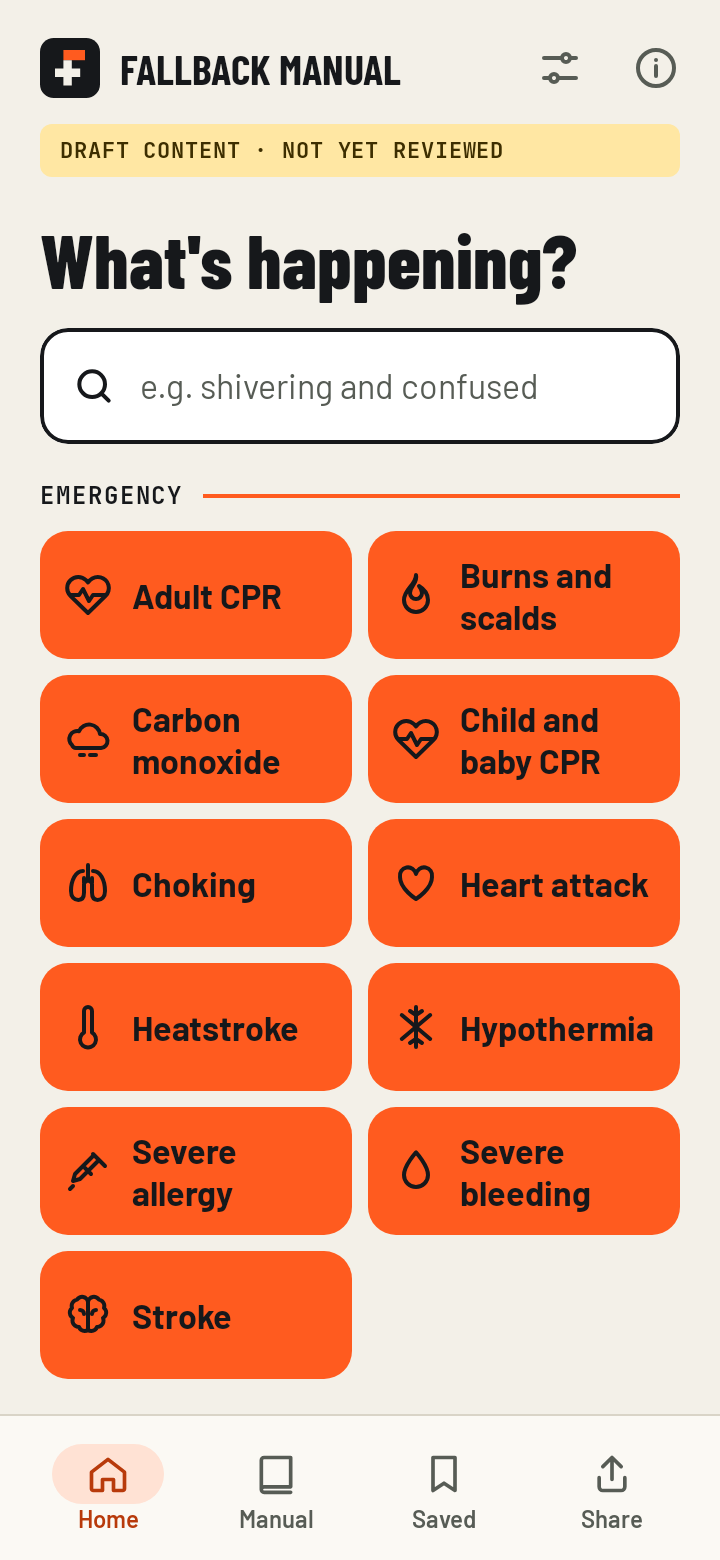 FALLBACK MANUAL
DRAFT CONTENT · NOT YET REVIEWED
What's happening?
e.g. shivering and confused
EMERGENCY
Adult CPR
Burns and
scalds
Carbon
monoxide
Child and
baby CPR
Choking
Heart attack
Heatstroke
Hypothermia
Severe
allergy
Severe
bleeding
Stroke
Home
Manual
Saved
Share